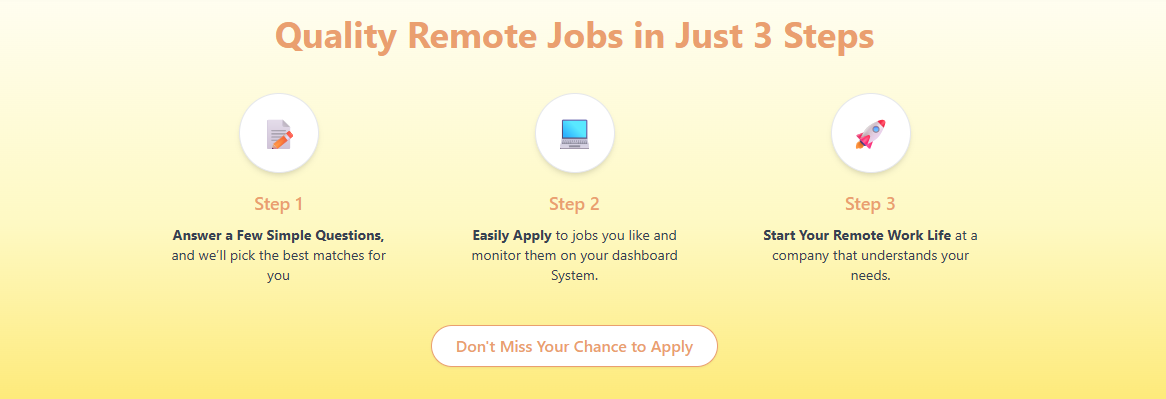 Quality Remote Jobs in Just 3 Steps
Step 1
Answer a Few Simple Questions,
and we’ll pick the best matches for
you
Step 2
Easily Apply to jobs you like and
monitor them on your dashboard
System.
Step 3
Start Your Remote Work Life at a
company that understands your
needs.
Don't Miss Your Chance to Apply